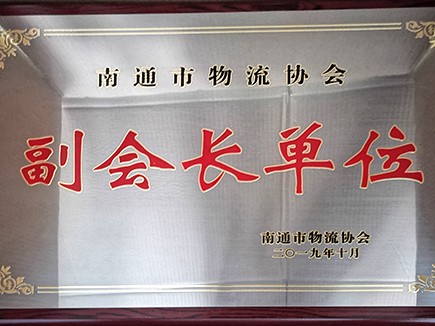 南通市物流协会
副会长单位
南通市物流协会
二〇一九年十月